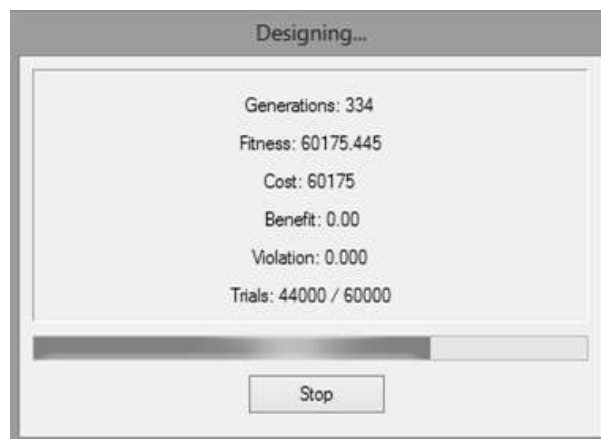 Designing...
Generations: 334
Fitness: 60175.445
Cost: 60175
Benefit: 0.00
Violation: 0.000
Trials: 44000 / 60000
Stop